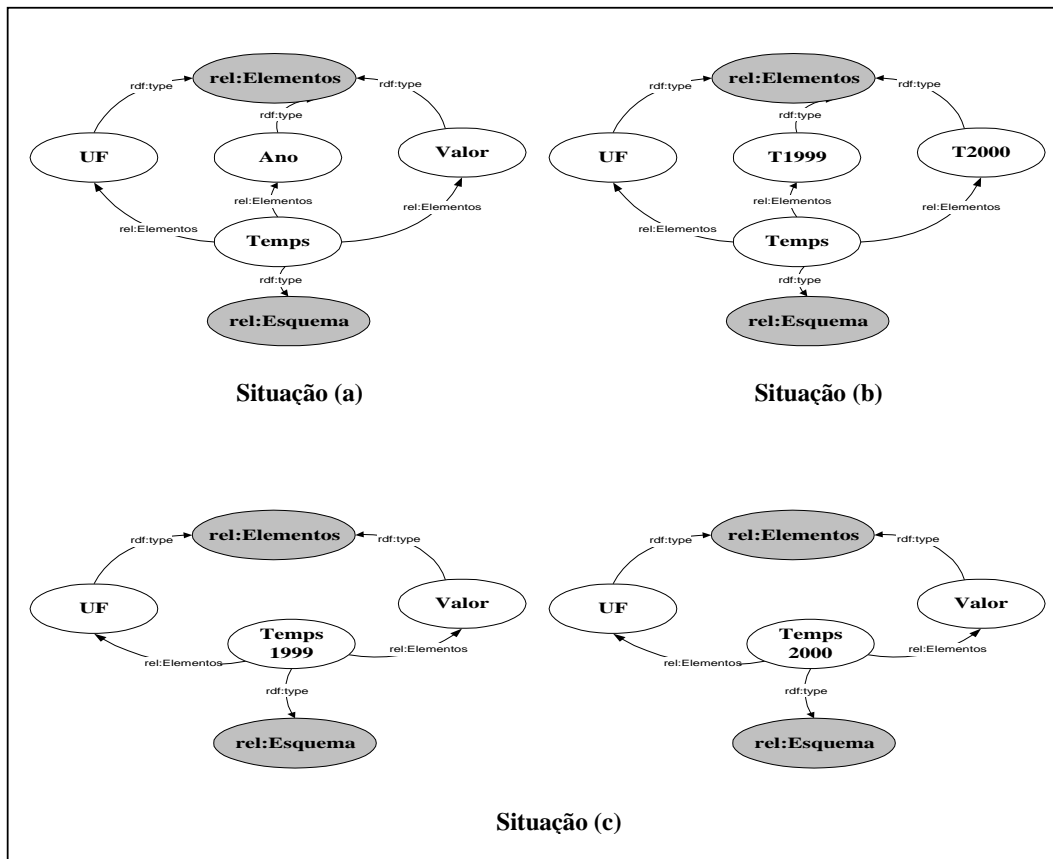 rel:Elementos
rdf:type
rdf:type
rdf:type
UF
Ano
Valor
rel:Elementos
rel:Elementos
rel:Elementos
Temps
rdf:type
rel:Esquema
Situação (a)
rel:Elementos
rdf:type
rdf:type
rdf:type
UF
T1999
T2000
rel:Elementos
rel:Elementos
rel:Elementos
Temps
rdf:type
rel:Esquema
Situação (b)
rel:Elementos
rdf:type
rdf:type
UF
Valor
Temps
1999
rel:Elementos
rel:Elementos
rdf:type
rel:Esquema
rel:Elementos
rdf:type
rdf:type
UF
Valor
Temps
2000
rel:Elementos
rel:Elementos
rdf:type
rel:Esquema
Situação (c)